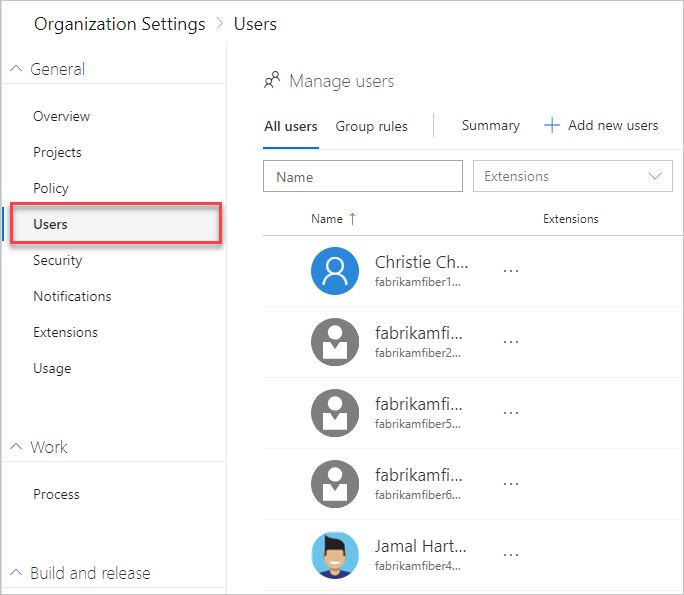 Organization Settings > Users
General
Overview
Projects
Policy
Users
Security
Notifications
Extensions
Usage
Work
Process
Build and release
Manage users
All users Group rules Summary + Add new users
Name Extensions
Name ↑ Extensions
Christie Ch... ...
fabrikamfiber1...
fabrikamfi... ...
fabrikamfiber2...
fabrikamfi... ...
fabrikamfiber5...
fabrikamfi... ...
fabrikamfiber6...
Jamal Hart... ...
fabrikamfiber4...